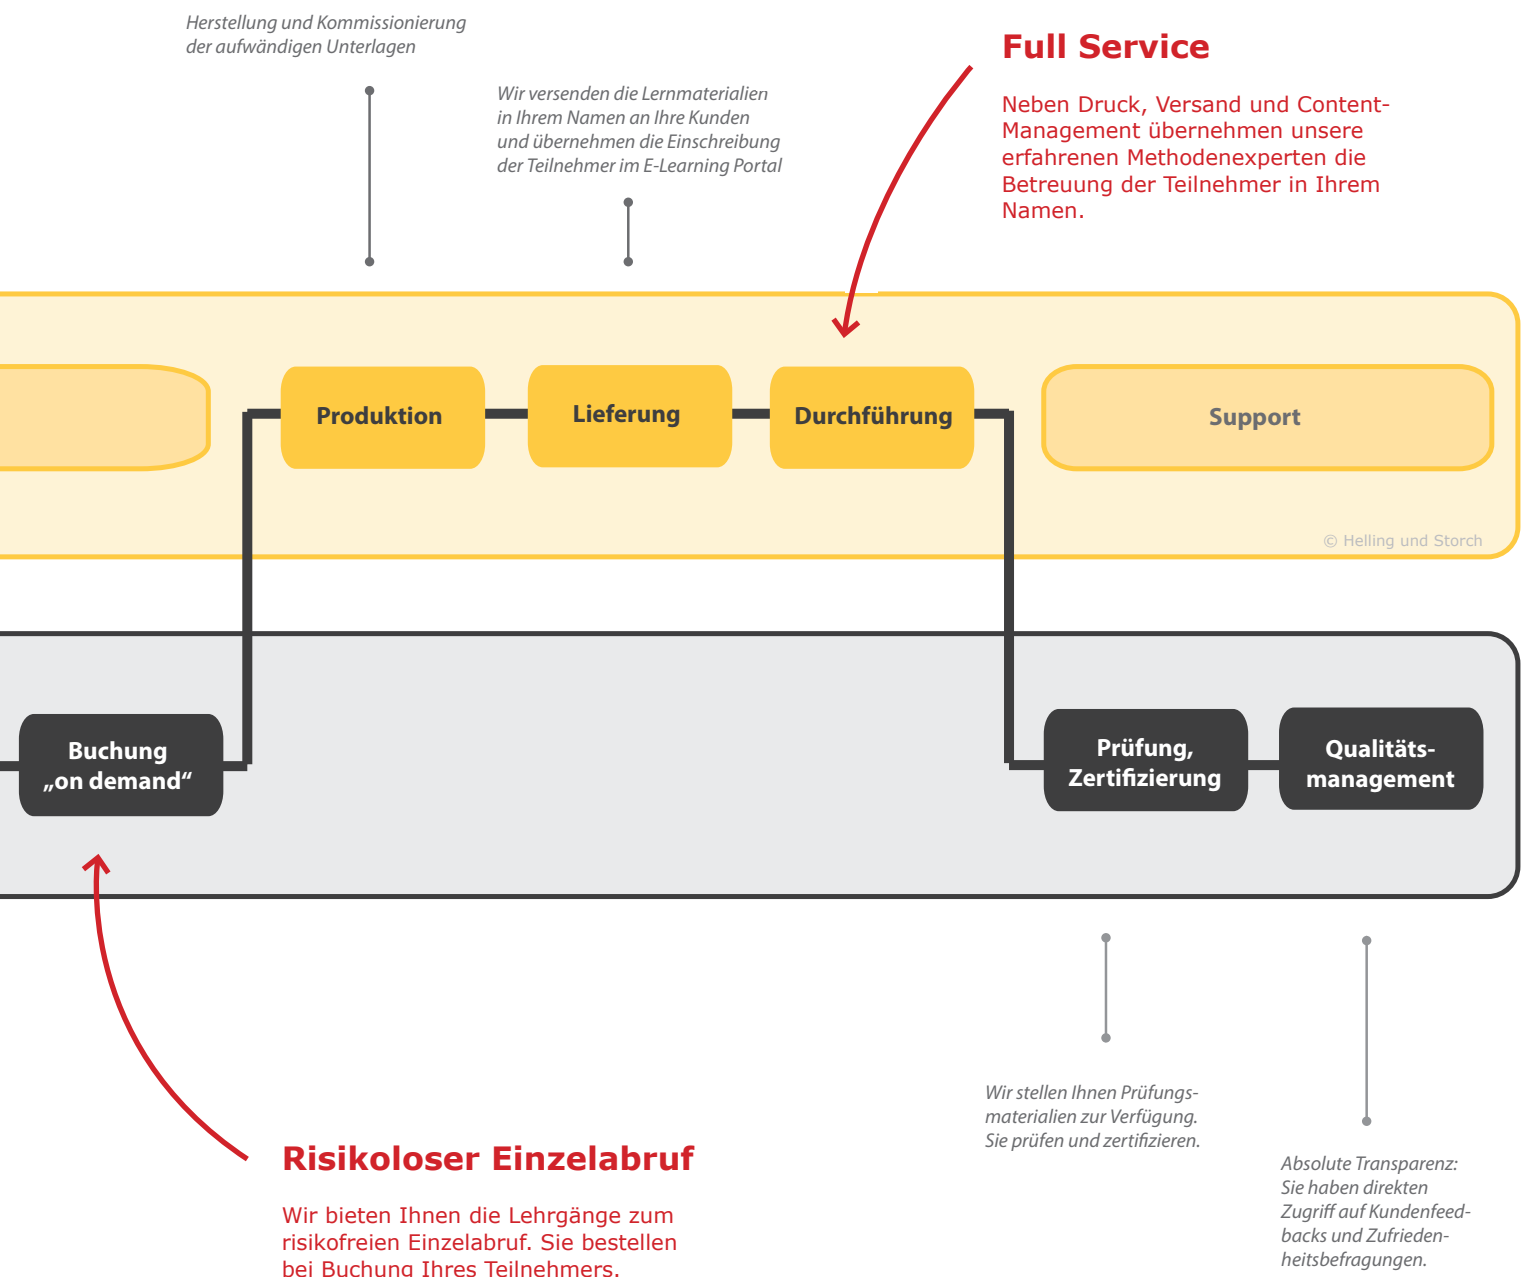 Herstellung und Kommissionierung
der aufwändigen Unterlagen
Wir versenden die Lernmaterialien
in Ihrem Namen an Ihre Kunden
und übernehmen die Einschreibung
der Teilnehmer im E-Learning Portal
Full Service
Neben Druck, Versand und Content-
Management übernehmen unsere
erfahrenen Methodenexperten die
Betreuung der Teilnehmer in Ihrem
Namen.
Produktion
Lieferung
Durchführung
Support
© Helling und Storch
Buchung
„on demand“
Prüfung,
Zertifizierung
Qualitäts-
management
Wir stellen Ihnen Prüfungs-
materialien zur Verfügung.
Sie prüfen und zertifizieren.
Absolute Transparenz:
Sie haben direkten
Zugriff auf Kundenfeed-
backs und Zufrieden-
heitsbefragungen.
Risikoloser Einzelabruf
Wir bieten Ihnen die Lehrgänge zum
risikofreien Einzelabruf. Sie bestellen
bei Buchung Ihres Teilnehmers.